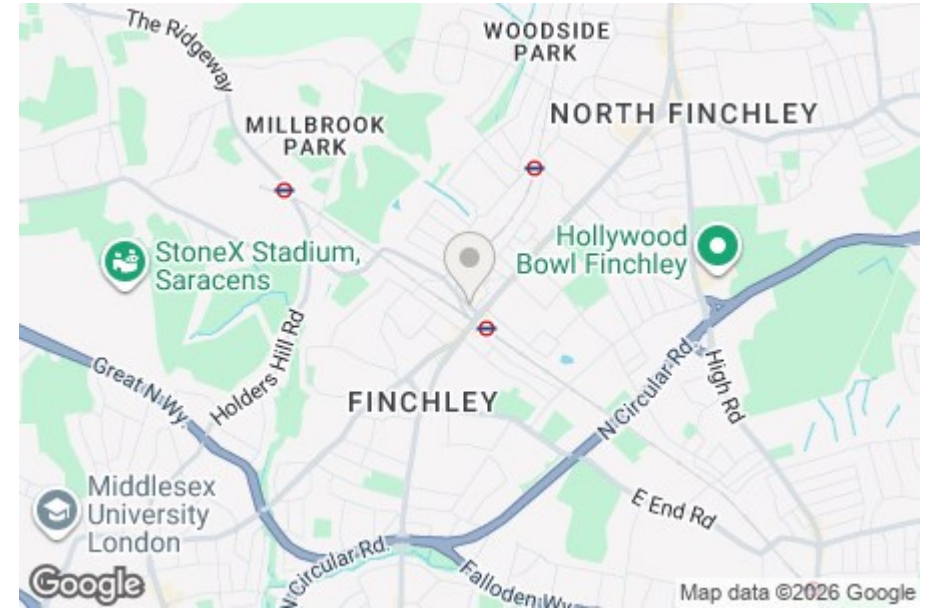 The Ridgeway
WOODSIDE
PARK
NORTH FINCHLEY
MILLBROOK
PARK
StoneX Stadium,
Saracens
Hollywood
Bowl Finchley
Holders Hill Rd
Great N Wy.
FINCHLEY
N Circular Rd
High Rd
Middlesex
University
London
E End Rd
N Circular Rd.
Falloden Wy
Google
Map data ©2026 Google